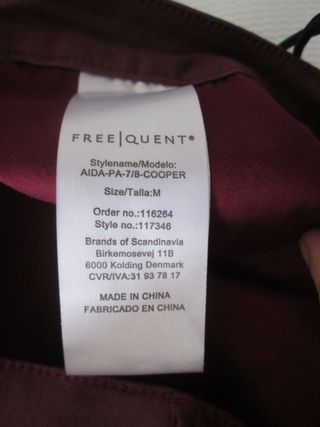 FREE|QUENT®
Stylename/Modelo:
AIDA-PA-7/8-COOPER
Size/Talla:M
Order no.:116264
Style no.:117346
Brands of Scandinavia
Birkemosevej 11B
6000 Kolding Denmark
CVR/IVA:31 93 78 17
MADE IN CHINA
FABRICADO EN CHINA